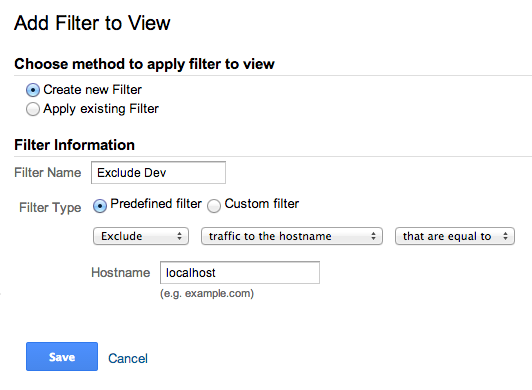 Add Filter to View
Choose method to apply filter to view
Create new Filter
Apply existing Filter
Filter Information
Filter Name Exclude Dev
Filter Type Predefined filter Custom filter
Exclude traffic to the hostname that are equal to
Hostname localhost
(e.g. example.com)
Save Cancel